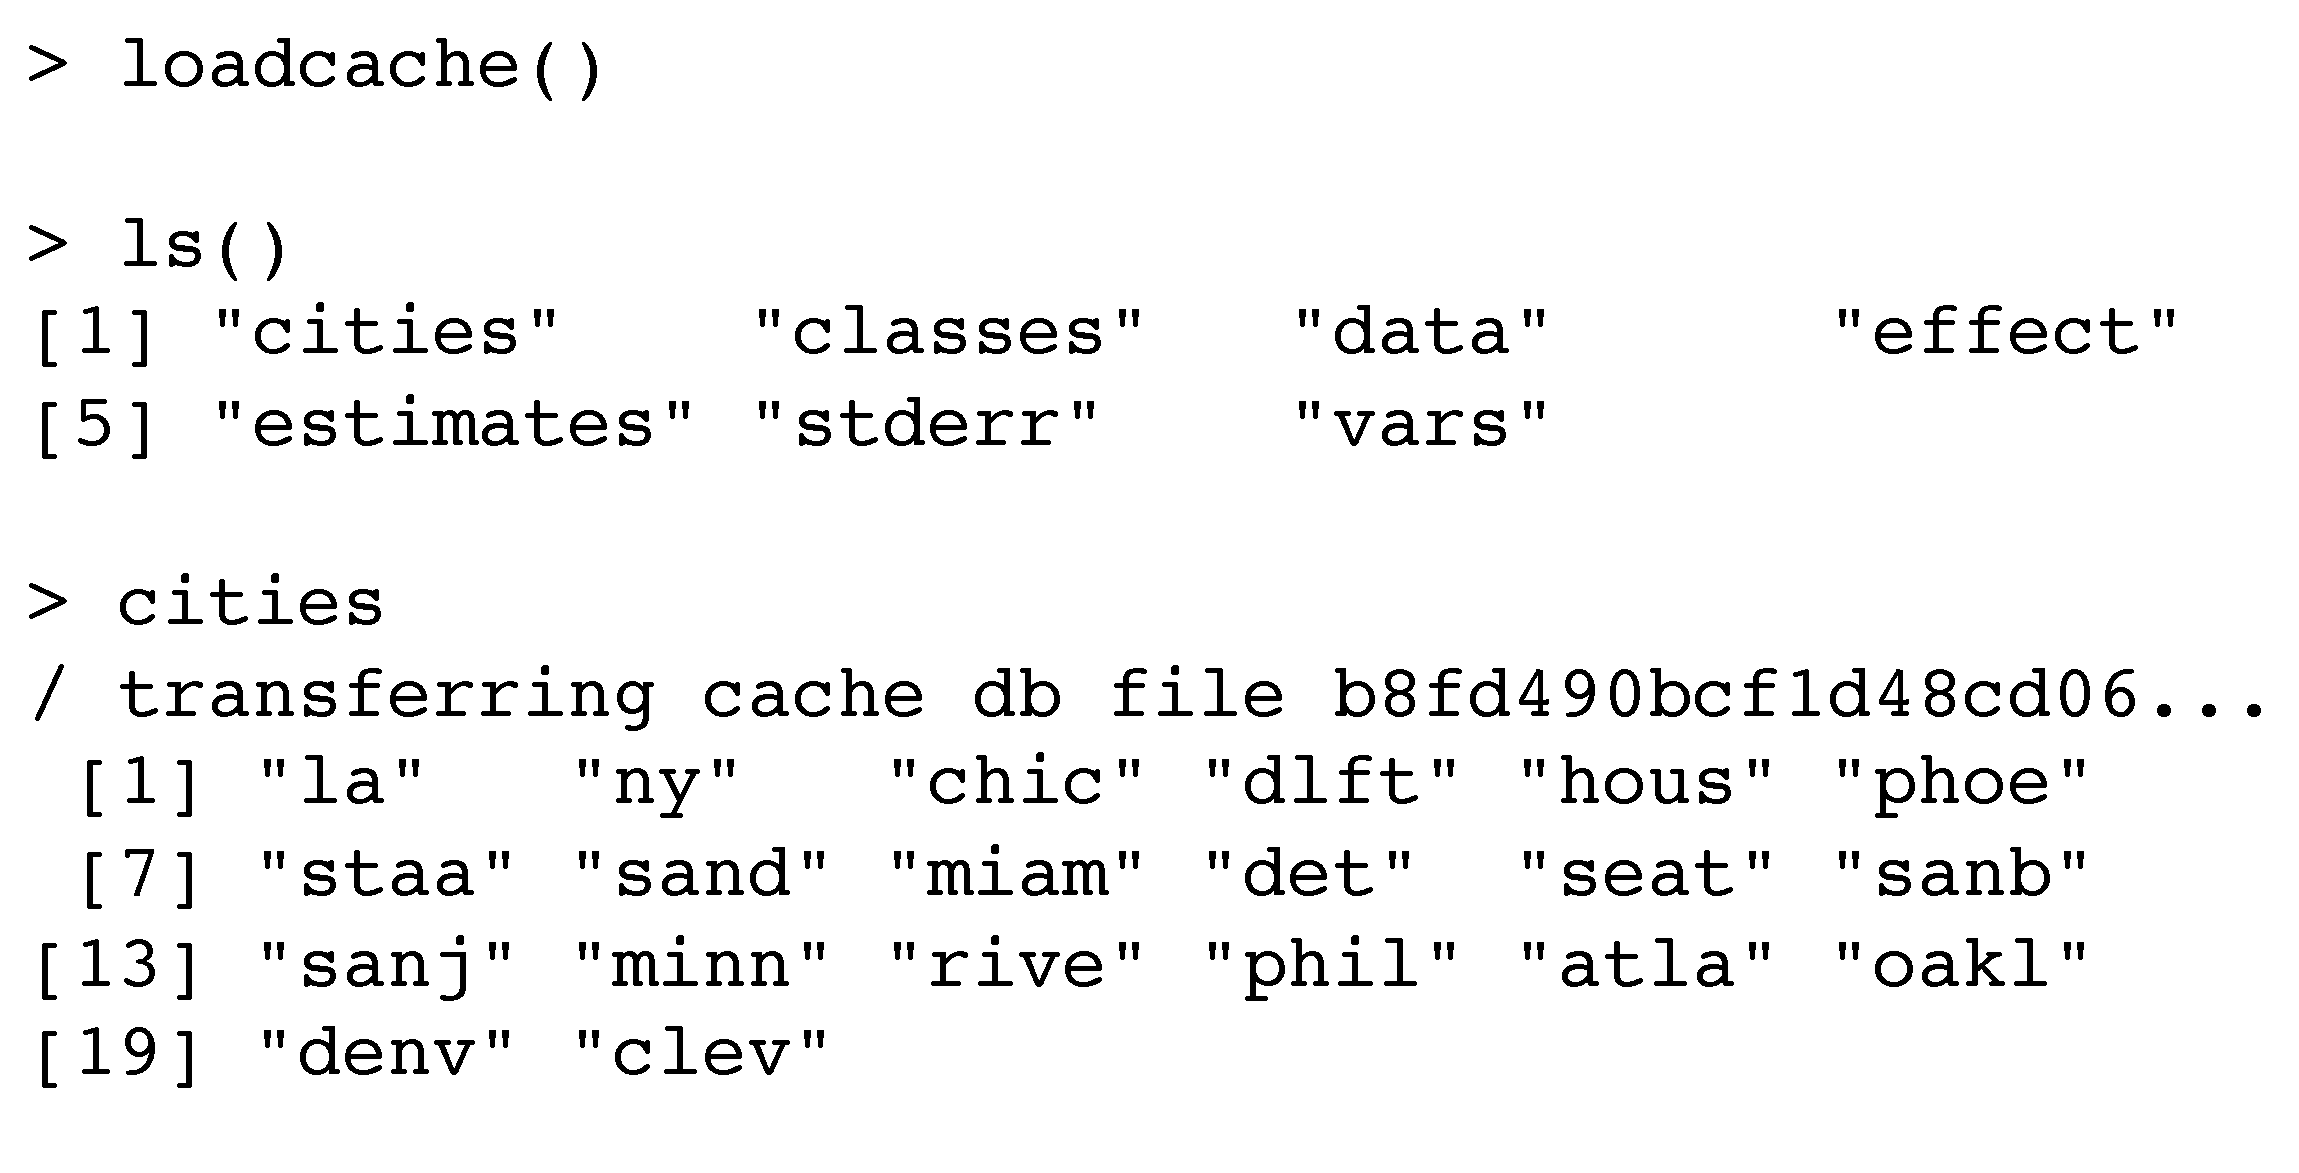 > loadcache()
> ls()
[1] "cities"    "classes"   "data"      "effect"
[5] "estimates" "stderr"    "vars"
> cities
/ transferring cache db file b8fd490bcf1d48cd06...
 [1] "la"   "ny"   "chic" "dlft" "hous" "phoe"
 [7] "staa" "sand" "miam" "det"  "seat" "sanb"
[13] "sanj" "minn" "rive" "phil" "atla" "oakl"
[19] "denv" "clev"